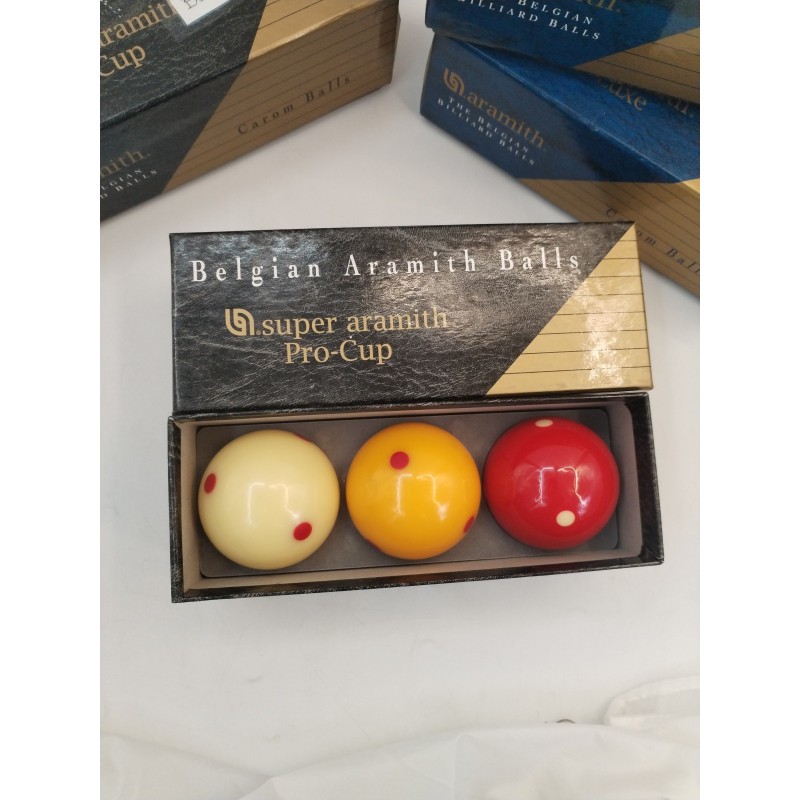 aramith
Cup
Carom Balls
THE BELGIAN
BILLIARD BALLS
aramith.
THE BELGIAN
BILLIARD BALLS
Belgian Aramith Balls
super aramith
Pro-Cup